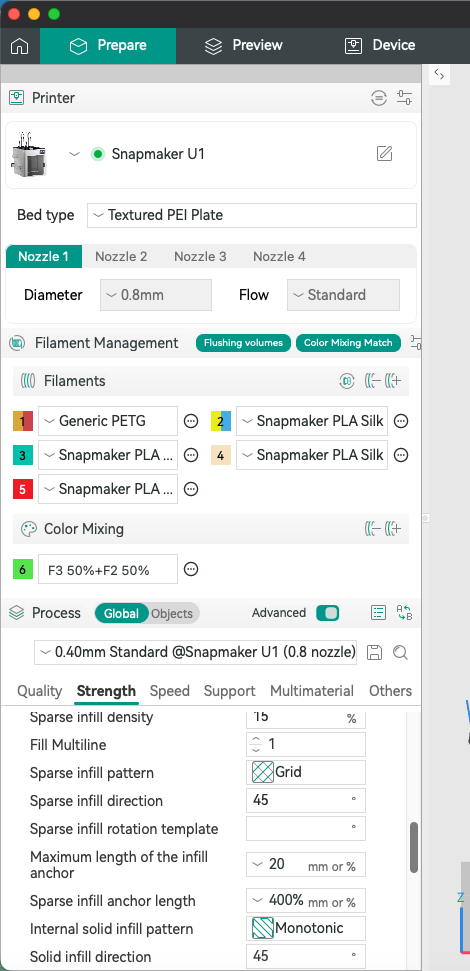 Prepare Preview Device
Printer
Snapmaker U1
Bed type Textured PEI Plate
Nozzle 1 Nozzle 2 Nozzle 3 Nozzle 4
Diameter 0.8mm Flow Standard
Filament Management Flushing volumes Color Mixing Match
Filaments
1 Generic PETG 2 Snapmaker PLA Silk
3 Snapmaker PLA ... 4 Snapmaker PLA Silk
5 Snapmaker PLA ...
Color Mixing
6 F3 50%+F2 50%
Process Global Objects Advanced
0.40mm Standard @Snapmaker U1 (0.8 nozzle)
Quality Strength Speed Support Multimaterial Others
Sparse infill density 15 %
Fill Multiline 1
Sparse infill pattern Grid
Sparse infill direction 45 °
Sparse infill rotation template °
Maximum length of the infill
anchor 20 mm or %
Sparse infill anchor length 400% mm or %
Internal solid infill pattern Monotonic
Solid infill direction 45 °
Z